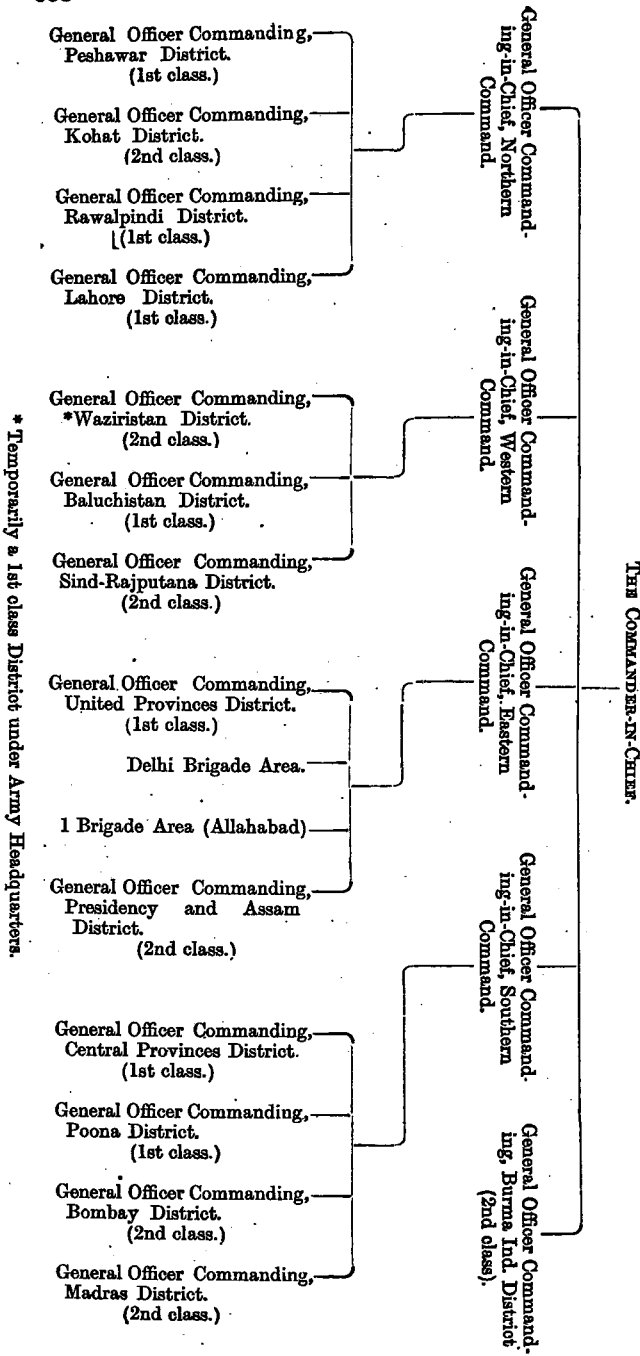 THE COMMANDER-IN-CHIEF.
General Officer Command-
ing-in-Chief, Northern
Command.
General Officer Commanding,
Peshawar District.
(1st class.)
General Officer Commanding,
Kohat District.
(2nd class.)
General Officer Commanding,
Rawalpindi District.
(1st class.)
General Officer Commanding,
Lahore District.
(1st class.)
General Officer Command-
ing-in-Chief, Western
Command.
General Officer Commanding,
*Waziristan District.
(2nd class.)
General Officer Commanding,
Baluchistan District.
(1st class.)
General Officer Commanding,
Sind-Rajputana District.
(2nd class.)
General Officer Command-
ing-in-Chief, Eastern
Command.
General Officer Commanding,
United Provinces District.
(1st class.)
Delhi Brigade Area.
1 Brigade Area (Allahabad)
General Officer Commanding,
Presidency and Assam
District.
(2nd class.)
General Officer Command-
ing-in-Chief, Southern
Command.
General Officer Commanding,
Central Provinces District.
(1st class.)
General Officer Commanding,
Poona District.
(1st class.)
General Officer Commanding,
Bombay District.
(2nd class.)
General Officer Commanding,
Madras District.
(2nd class.)
General Officer Command-
ing, Burma Ind. District
(2nd class).
* Temporarily a 1st class District under Army Headquarters.